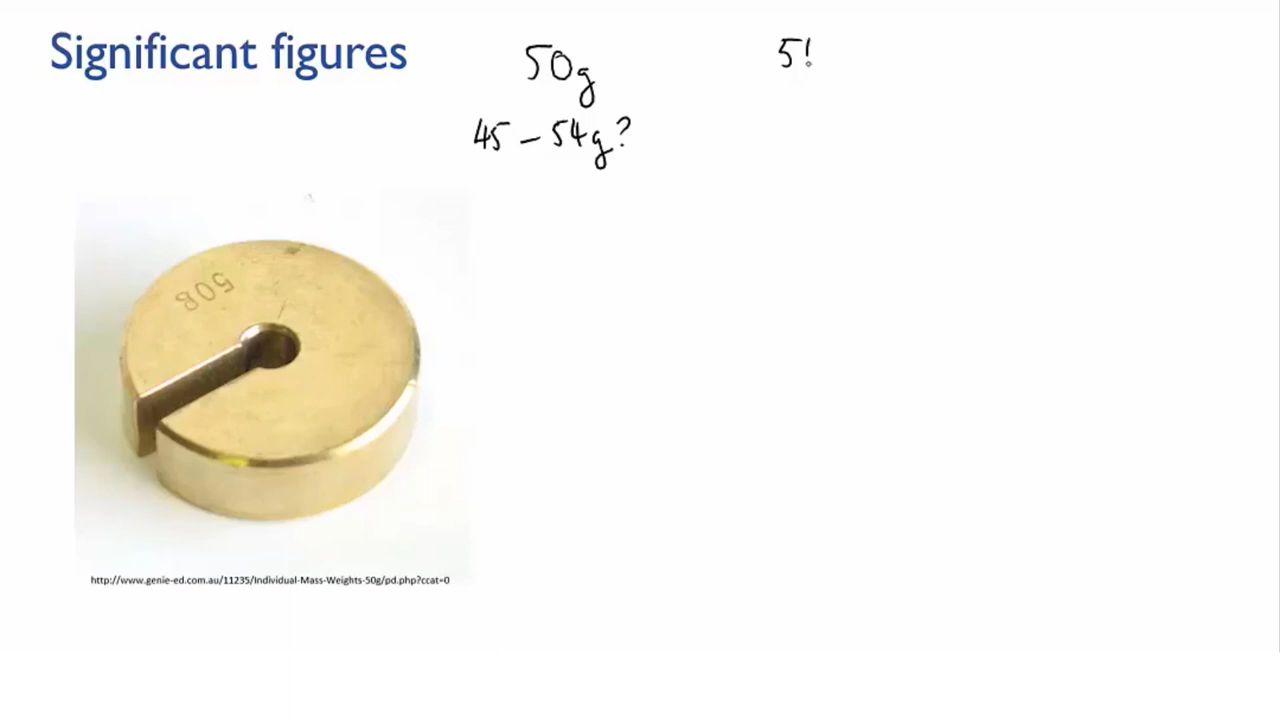 Significant figures
50g
5!
45 – 54g?
50g
http://www.genie-ed.com.au/11235/Individual-Mass-Weights-50g/pd.php?ccat=0